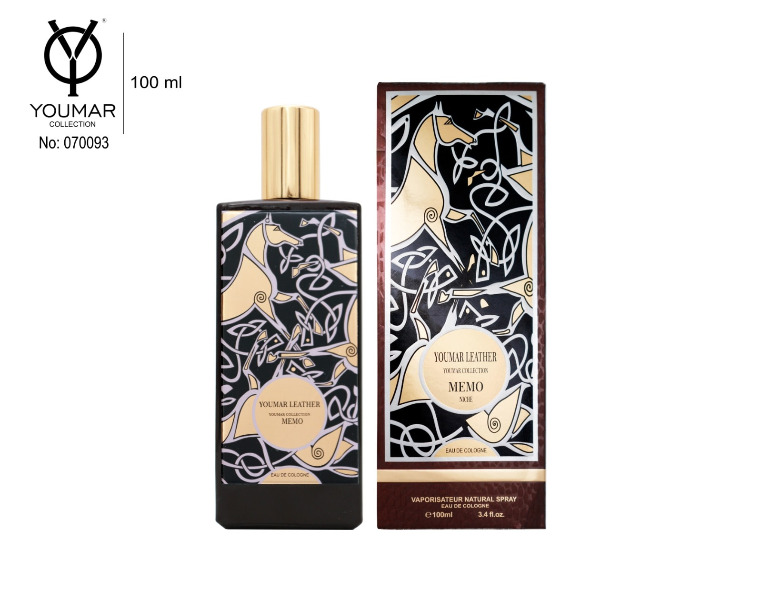 YOUMAR
COLLECTION
No: 070093
100 ml
YOUMAR LEATHER
YOUMAR COLLECTION
MEMO
EAU DE COLOGNE
YOUMAR LEATHER
YOUMAR COLLECTION
MEMO
NICHE
EAU DE COLOGNE
VAPORISATEUR NATURAL SPRAY
EAU DE COLOGNE
℮100ml 3.4 fl.oz.